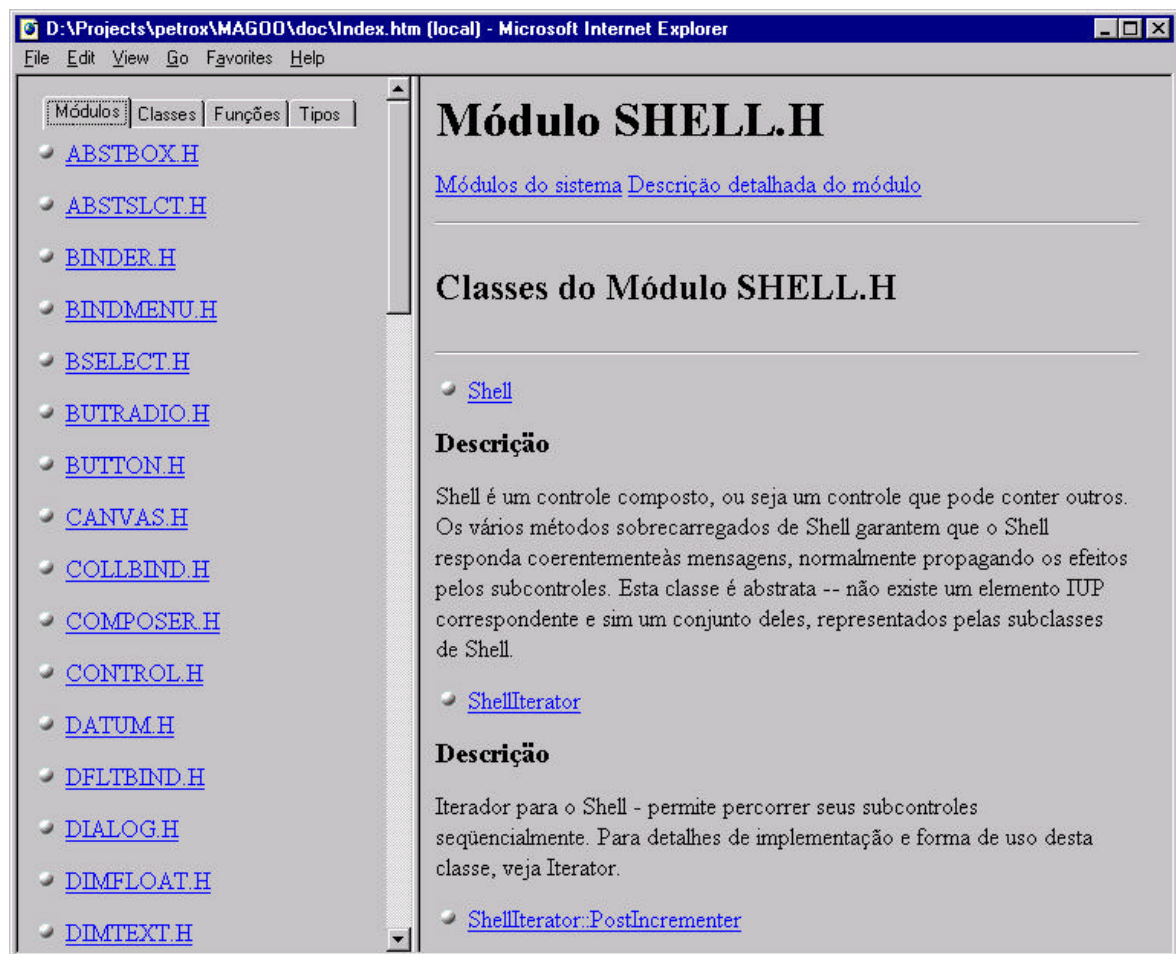 D:\Projects\petrox\MAGOO\doc\Index.htm (local) - Microsoft Internet Explorer
File Edit View Go Favorites Help
Módulos Classes Funções Tipos
ABSTBOX.H
ABSTSLCT.H
BINDER.H
BINDMENU.H
BSELECT.H
BUTRADIO.H
BUTTON.H
CANVAS.H
COLLBIND.H
COMPOSER.H
CONTROL.H
DATUM.H
DFLTBIND.H
DIALOG.H
DIMFLOAT.H
DIMTEXT.H
Módulo SHELL.H
Módulos do sistema Descrição detalhada do módulo
Classes do Módulo SHELL.H
Shell
Descrição
Shell é um controle composto, ou seja um controle que pode conter outros.
Os vários métodos sobrecarregados de Shell garantem que o Shell
responda coerentementeàs mensagens, normalmente propagando os efeitos
pelos subcontroles. Esta classe é abstrata -- não existe um elemento IUP
correspondente e sim um conjunto deles, representados pelas subclasses
de Shell.
ShellIterator
Descrição
Iterador para o Shell - permite percorrer seus subcontroles
seqüencialmente. Para detalhes de implementação e forma de uso desta
classe, veja Iterator.
ShellIterator::PostIncrementer